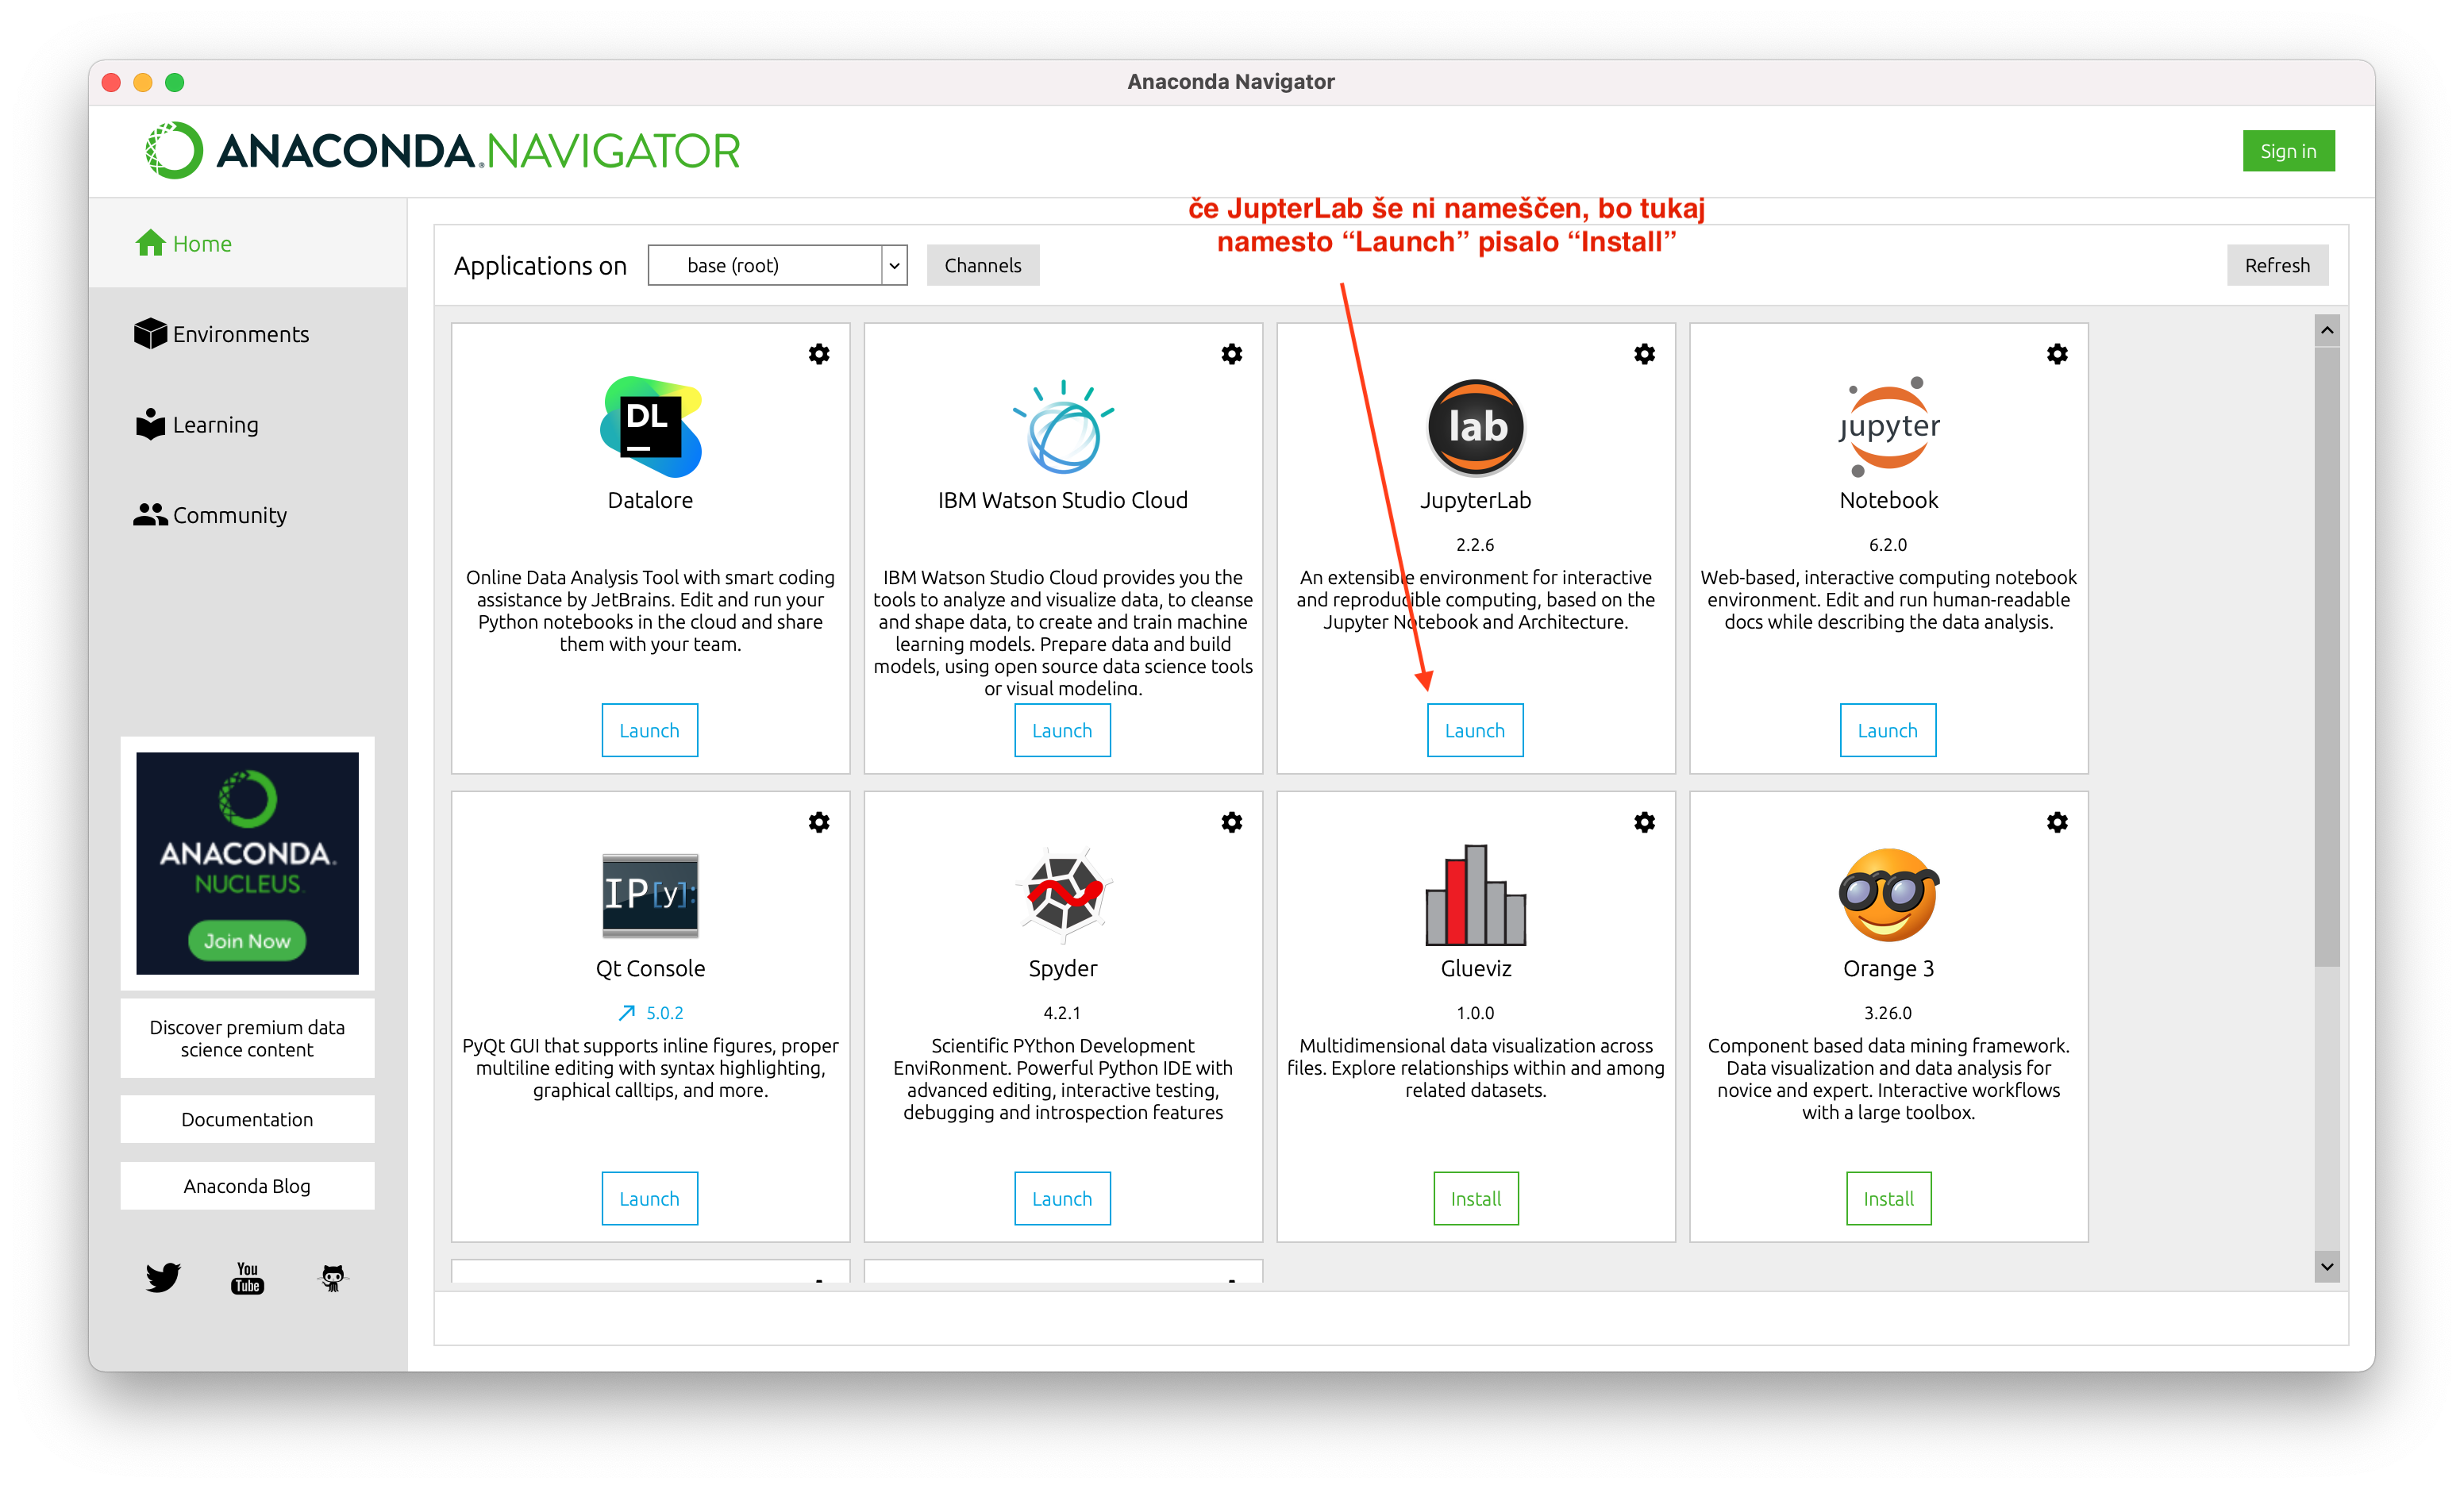 Anaconda Navigator
ANACONDA.NAVIGATOR
Sign in
Home
Environments
Learning
Community
ANACONDA.
NUCLEUS
Join Now
Discover premium data
science content
Documentation
Anaconda Blog
You
Tube
če JupterLab še ni nameščen, bo tukaj
namesto “Launch” pisalo “Install”
Applications on
base (root)
Channels
Refresh
DL
Datalore
Online Data Analysis Tool with smart coding
assistance by JetBrains. Edit and run your
Python notebooks in the cloud and share
them with your team.
Launch
IBM Watson Studio Cloud
IBM Watson Studio Cloud provides you the
tools to analyze and visualize data, to cleanse
and shape data, to create and train machine
learning models. Prepare data and build
models, using open source data science tools
or visual modeling.
Launch
lab
JupyterLab
2.2.6
An extensible environment for interactive
and reproducible computing, based on the
Jupyter Notebook and Architecture.
Launch
jupyter
Notebook
6.2.0
Web-based, interactive computing notebook
environment. Edit and run human-readable
docs while describing the data analysis.
Launch
IP[y]:
Qt Console
5.0.2
PyQt GUI that supports inline figures, proper
multiline editing with syntax highlighting,
graphical calltips, and more.
Launch
Spyder
4.2.1
Scientific PYthon Development
EnviRonment. Powerful Python IDE with
advanced editing, interactive testing,
debugging and introspection features
Launch
Glueviz
1.0.0
Multidimensional data visualization across
files. Explore relationships within and among
related datasets.
Install
Orange 3
3.26.0
Component based data mining framework.
Data visualization and data analysis for
novice and expert. Interactive workflows
with a large toolbox.
Install